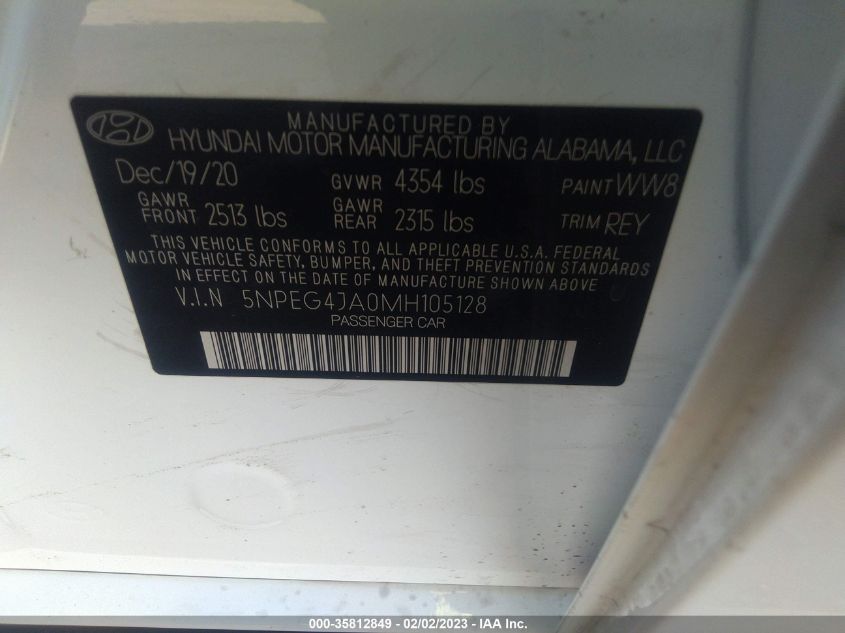 MANUFACTURED BY
HYUNDAI MOTOR MANUFACTURING ALABAMA, LLC
Dec/19/20 GVWR 4354 lbs PAINT WW8
GAWR FRONT 2513 lbs GAWR REAR 2315 lbs TRIM REY
THIS VEHICLE CONFORMS TO ALL APPLICABLE U.S.A. FEDERAL
MOTOR VEHICLE SAFETY, BUMPER, AND THEFT PREVENTION STANDARDS
IN EFFECT ON THE DATE OF MANUFACTURE SHOWN ABOVE
V.I.N 5NPEG4JA0MH105128
PASSENGER CAR
000-35812849 - 02/02/2023 - IAA Inc.